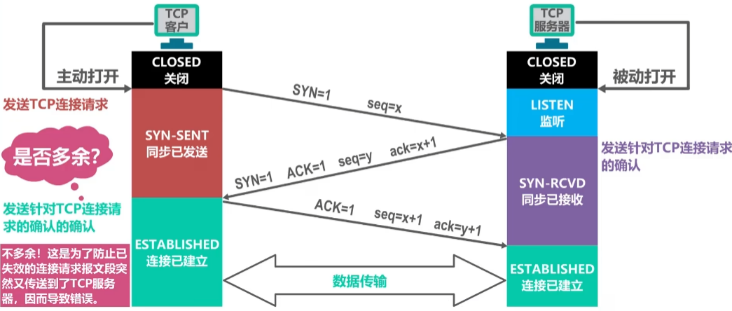 TCP
客户
TCP
服务器
CLOSED
关闭
CLOSED
关闭
主动打开
被动打开
发送TCP连接请求
SYN=1 seq=x
LISTEN
监听
SYN-SENT
同步已发送
是否多余?
SYN=1 ACK=1 seq=y ack=x+1
发送针对TCP连接请求
的确认
SYN-RCVD
同步已接收
发送针对TCP连接请
求的确认的确认
ACK=1 seq=x+1 ack=y+1
ESTABLISHED
连接已建立
不多余！这是为了防止已
失效的连接请求报文段突
然又传送到了TCP服务
器，因而导致错误。
数据传输
ESTABLISHED
连接已建立